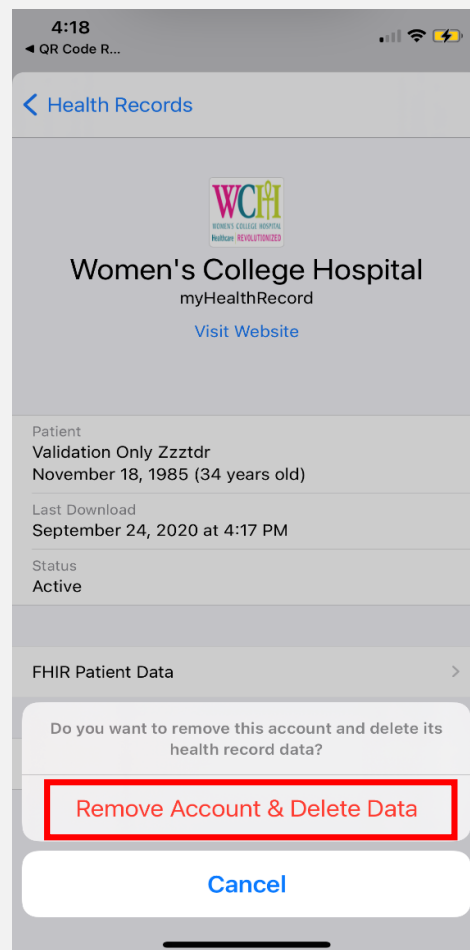 4:18
◀ QR Code R...
Health Records
WCH
WOMEN'S COLLEGE HOSPITAL
Healthcare REVOLUTIONIZED
Women's College Hospital
myHealthRecord
Visit Website
Patient
Validation Only Zzztdr
November 18, 1985 (34 years old)
Last Download
September 24, 2020 at 4:17 PM
Status
Active
FHIR Patient Data
Do you want to remove this account and delete its
health record data?
Remove Account & Delete Data
Cancel